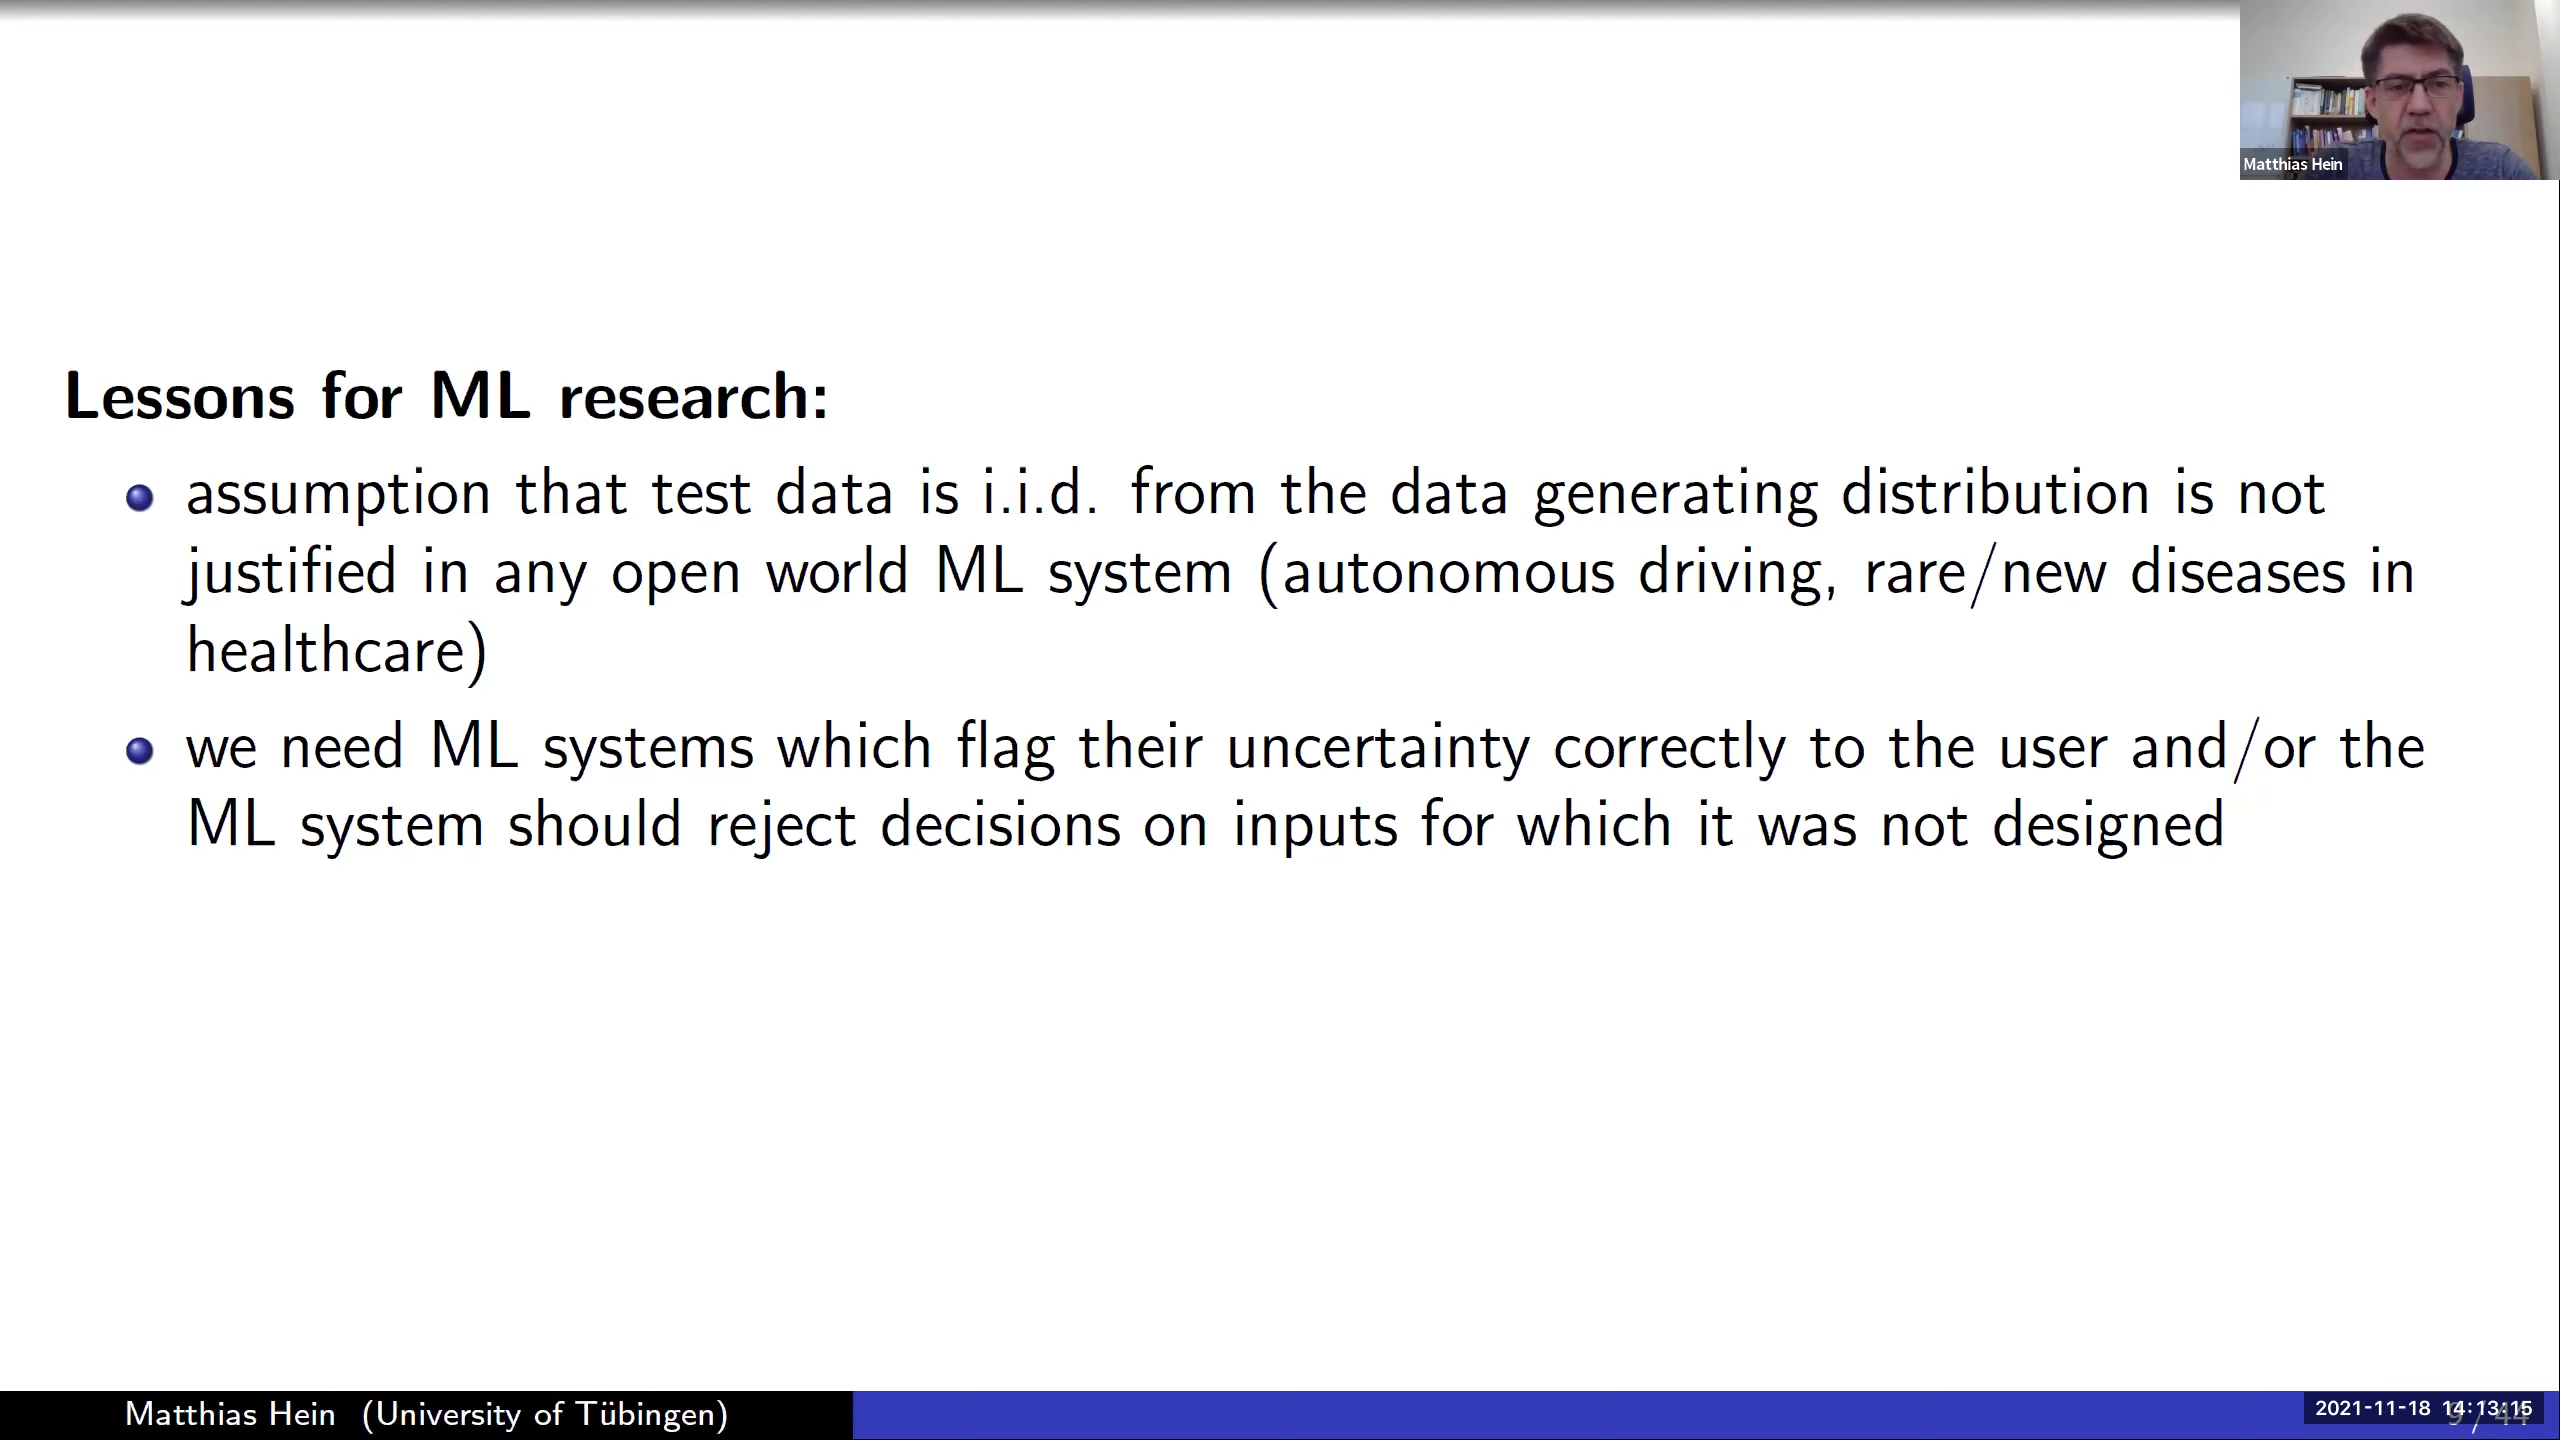 Matthias Hein
Lessons for ML research:
assumption that test data is i.i.d. from the data generating distribution is not
justified in any open world ML system (autonomous driving, rare/new diseases in
healthcare)
we need ML systems which flag their uncertainty correctly to the user and/or the
ML system should reject decisions on inputs for which it was not designed
Matthias Hein (University of Tübingen)
2021-11-18 14:13:15
9 / 44